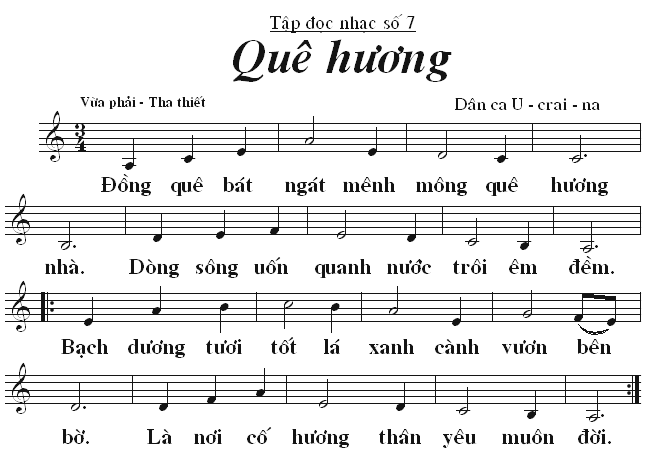 Tập đọc nhạc số 7
Quê hương
Vừa phải - Tha thiết
Dân ca U - crai - na
3
4
Đồng quê bát ngát mênh mông quê hương
nhà. Dòng sông uốn quanh nước trôi êm đềm.
Bạch dương tươi tốt lá xanh cành vươn bên
bờ. Là nơi cố hương thân yêu muôn đời.